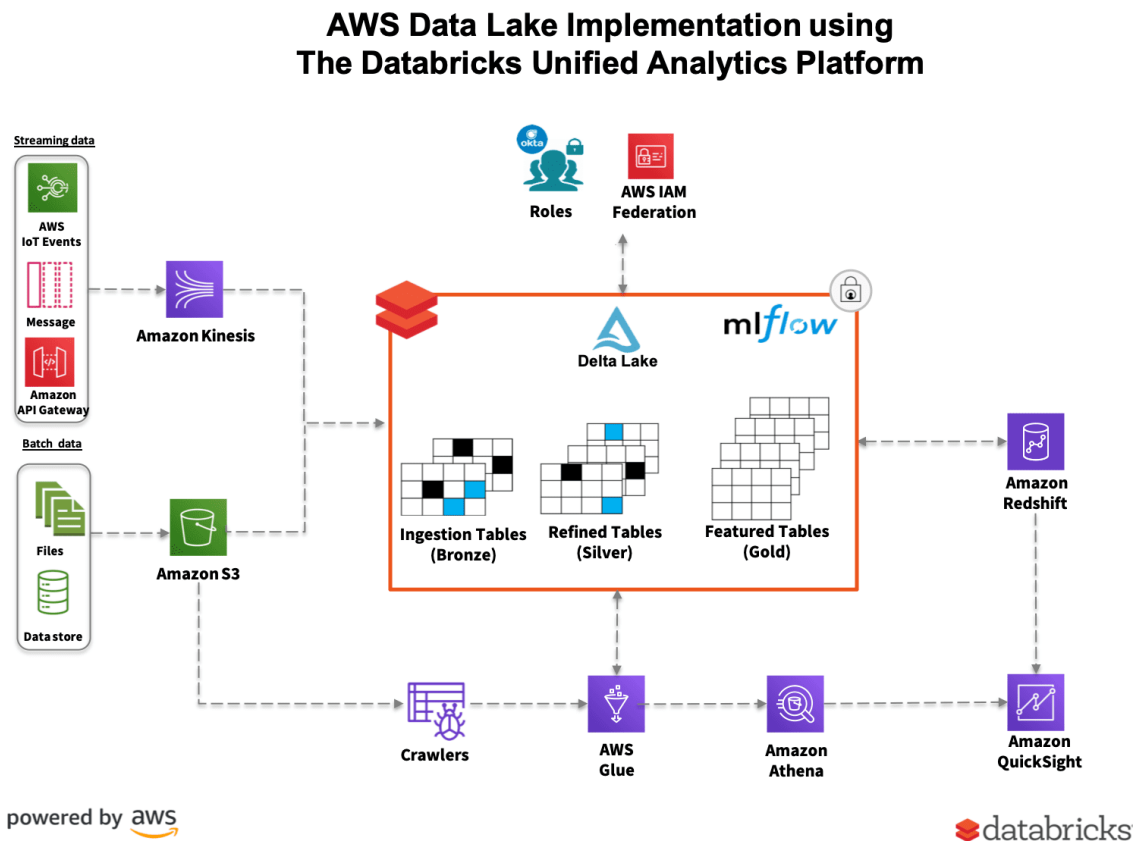 AWS Data Lake Implementation using
The Databricks Unified Analytics Platform
Streaming data
AWS
IoT Events
Message
Amazon
API Gateway
Batch data
Files
Data store
Amazon Kinesis
Amazon S3
okta
Roles
AWS IAM
Federation
Delta Lake
mlflow
Ingestion Tables
(Bronze)
Refined Tables
(Silver)
Featured Tables
(Gold)
Amazon
Redshift
Crawlers
AWS
Glue
Amazon
Athena
Amazon
QuickSight
powered by aws
databricks